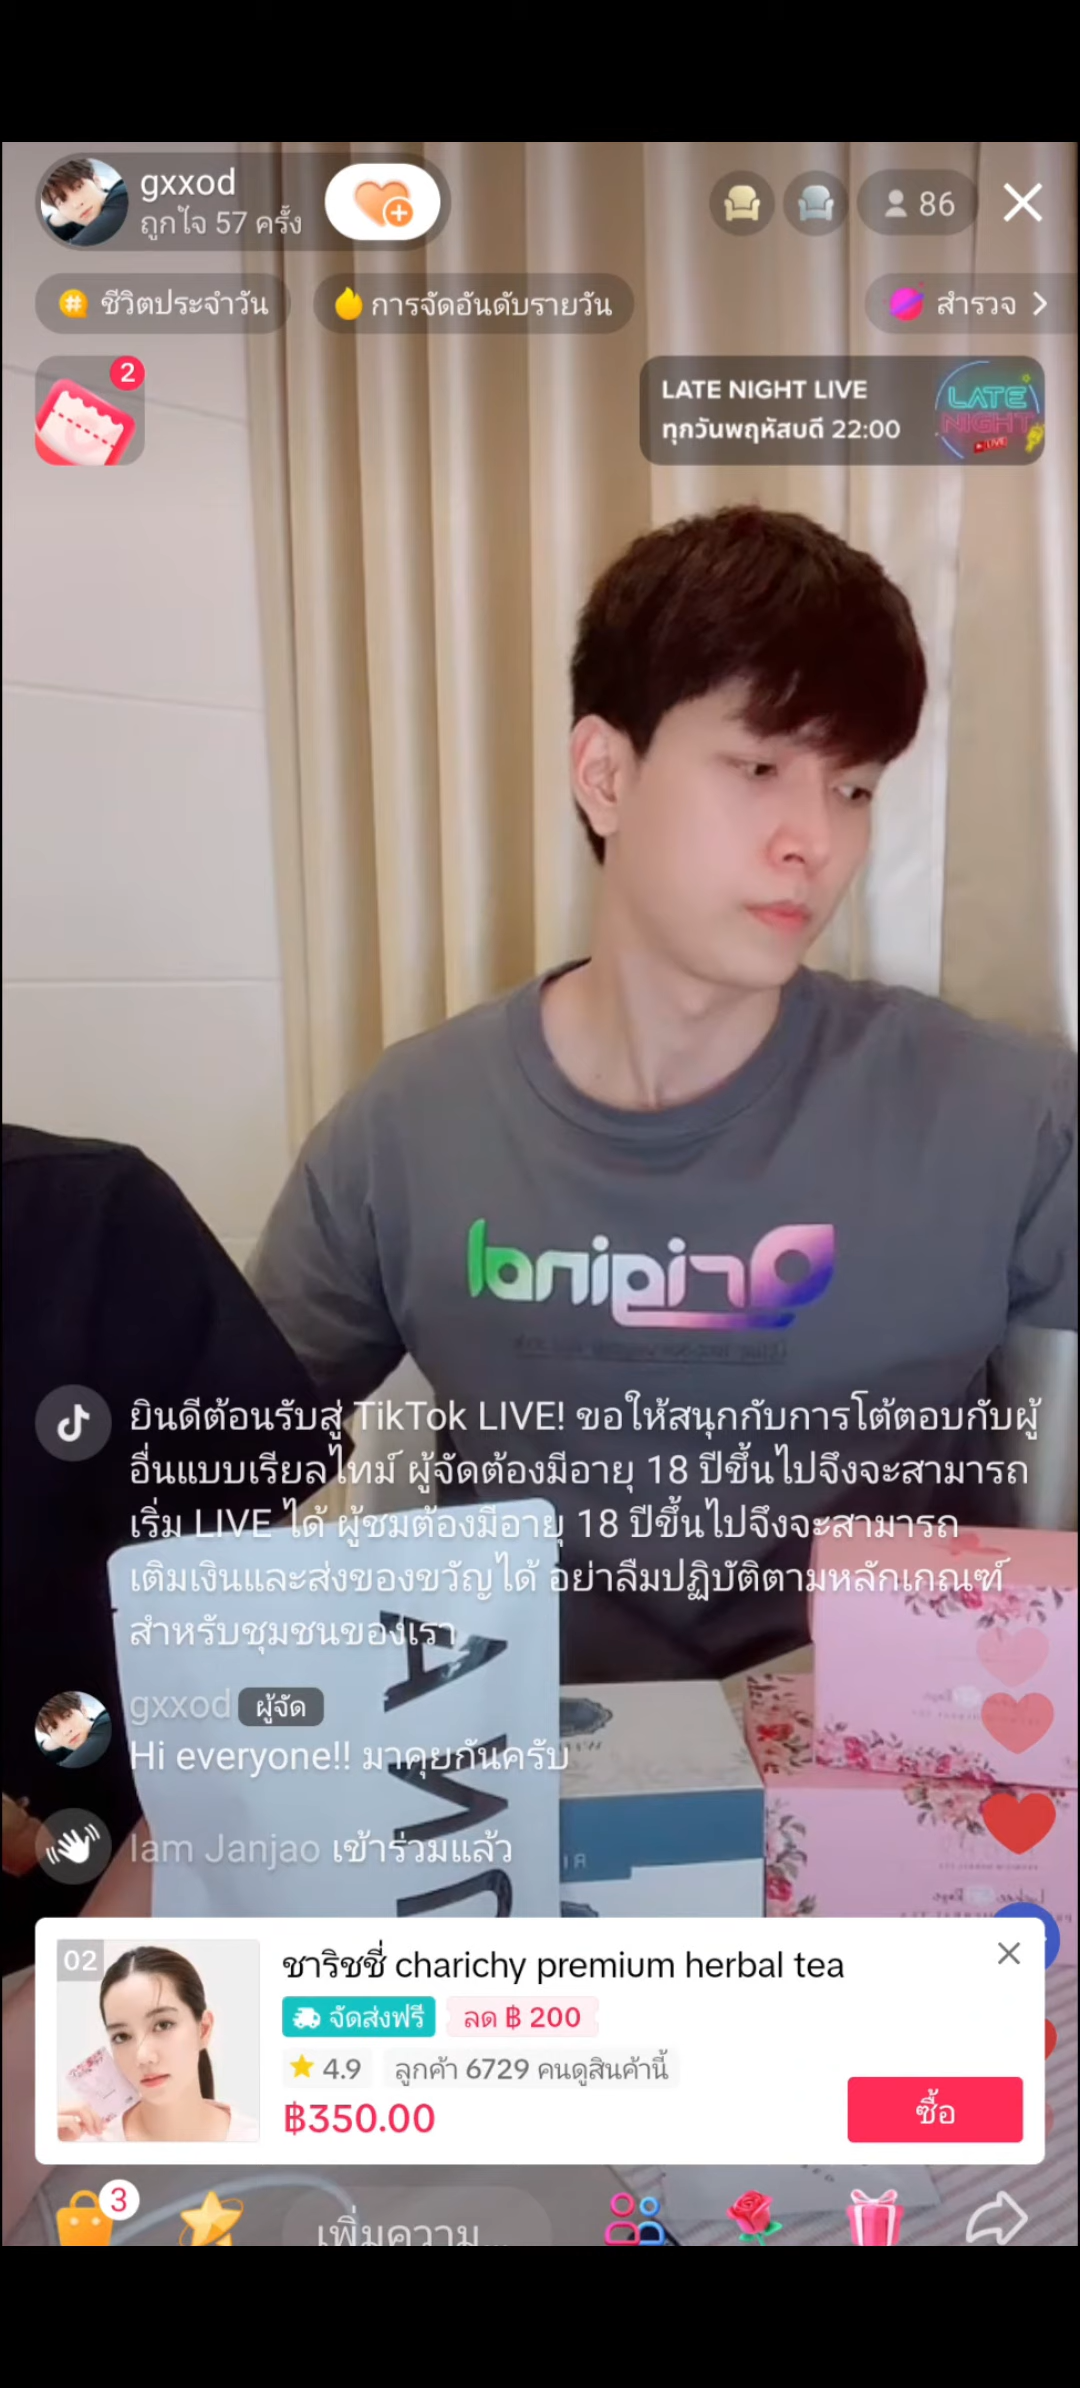 gxxod
ถูกใจ 57 ครั้ง
86
ชีวิตประจำวัน
การจัดอันดับรายวัน
สำรวจ
2
LATE NIGHT LIVE
ทุกวันพฤหัสบดี 22:00
LATE
NIGHT
LIVE
Original
ยินดีต้อนรับสู่ TikTok LIVE! ขอให้สนุกกับการโต้ตอบกับผู้
อื่นแบบเรียลไทม์ ผู้จัดต้องมีอายุ 18 ปีขึ้นไปจึงจะสามารถ
เริ่ม LIVE ได้ ผู้ชมต้องมีอายุ 18 ปีขึ้นไปจึงจะสามารถ
เติมเงินและส่งของขวัญได้ อย่าลืมปฏิบัติตามหลักเกณฑ์
สำหรับชุมชนของเรา
gxxod ผู้จัด
Hi everyone!! มาคุยกันครับ
Iam Janjao เข้าร่วมแล้ว
02
ชาริชชี่ charichy premium herbal tea
จัดส่งฟรี ลด ฿ 200
4.9 ลูกค้า 6729 คนดูสินค้านี้
฿350.00
ซื้อ
3
เพิ่มความ...